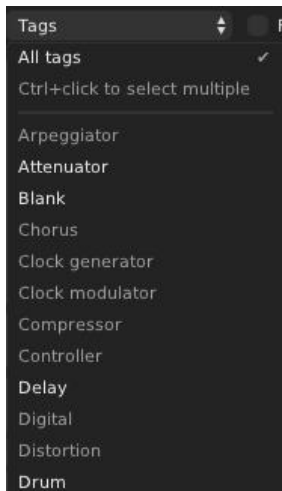 Tags
All tags ✔
Ctrl+click to select multiple
Arpeggiator
Attenuator
Blank
Chorus
Clock generator
Clock modulator
Compressor
Controller
Delay
Digital
Distortion
Drum